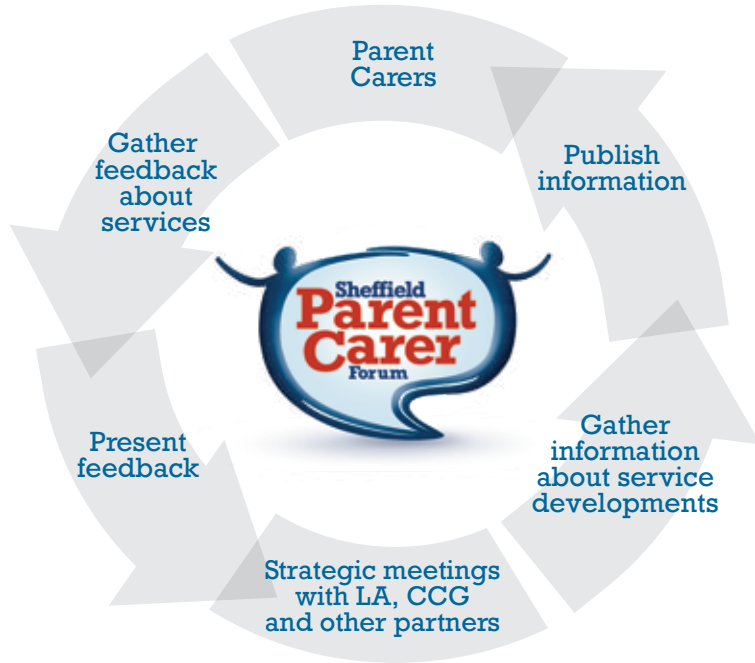 Parent
Carers
Gather
feedback
about
services
Publish
information
Sheffield
Parent
Carer
Forum
Present
feedback
Gather
information
about service
developments
Strategic meetings
with LA, CCG
and other partners